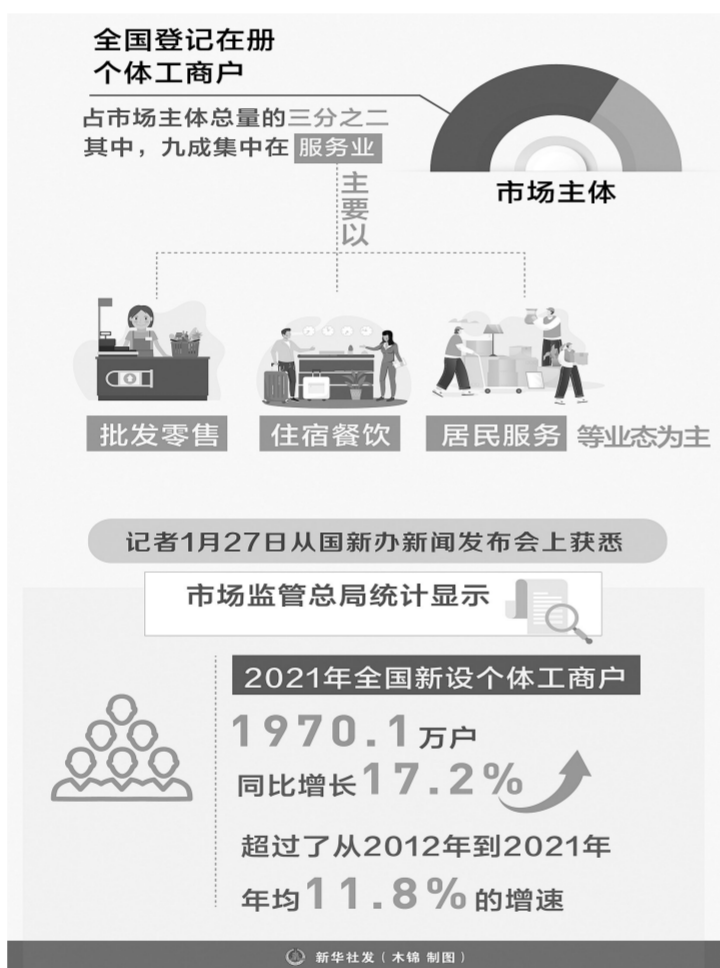 全国登记在册
个体工商户
占市场主体总量的三分之二
其中，九成集中在 服务业
市场主体
主
要
以
批发零售 住宿餐饮 居民服务 等业态为主
记者1月27日从国新办新闻发布会上获悉
市场监管总局统计显示
2021年全国新设个体工商户
1970.1万户
同比增长17.2%
超过了从2012年到2021年
年均11.8%的增速
新华社发（木锦 制图）